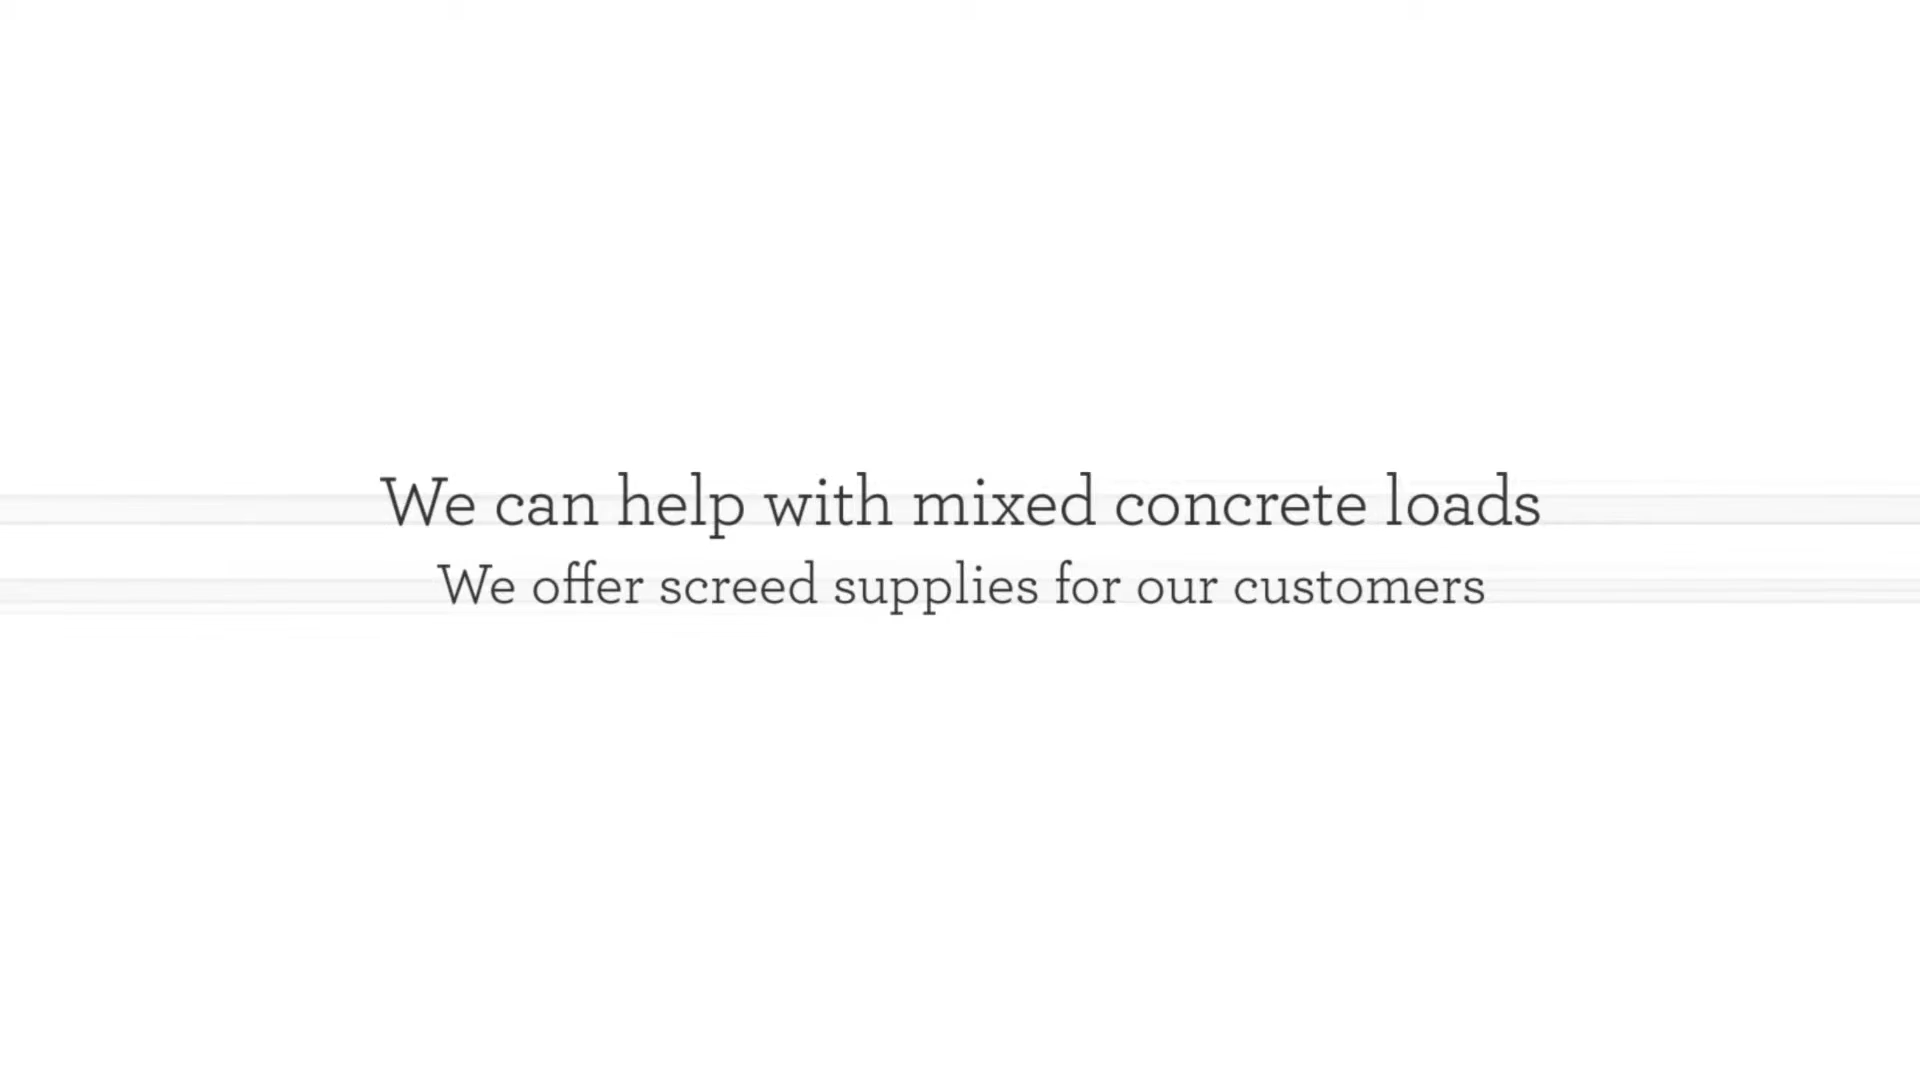 We can help with mixed concrete loads
We offer screed supplies for our customers